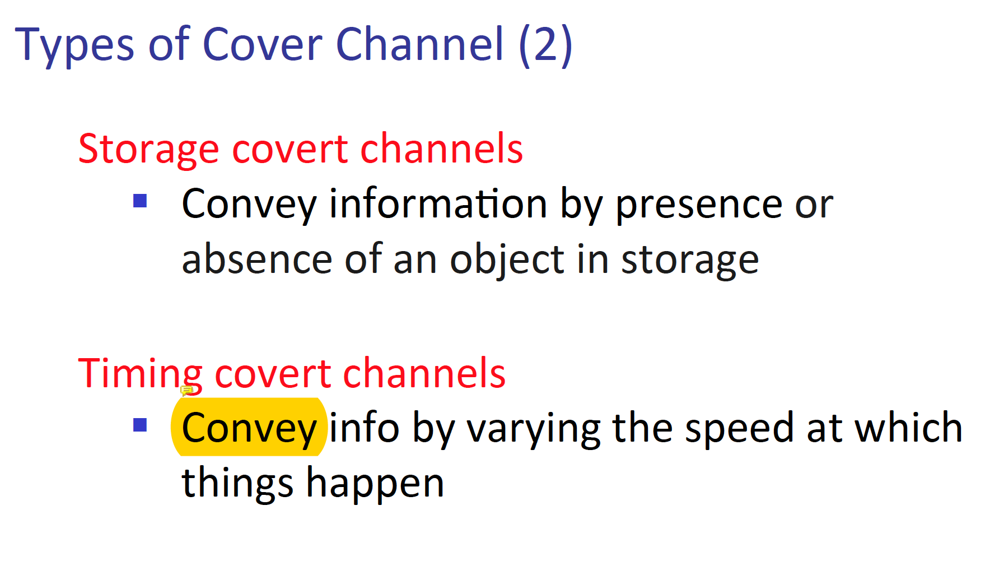 Types of Cover Channel (2)
Storage covert channels
▪ Convey information by presence or
absence of an object in storage
Timing covert channels
▪ Convey info by varying the speed at which
things happen